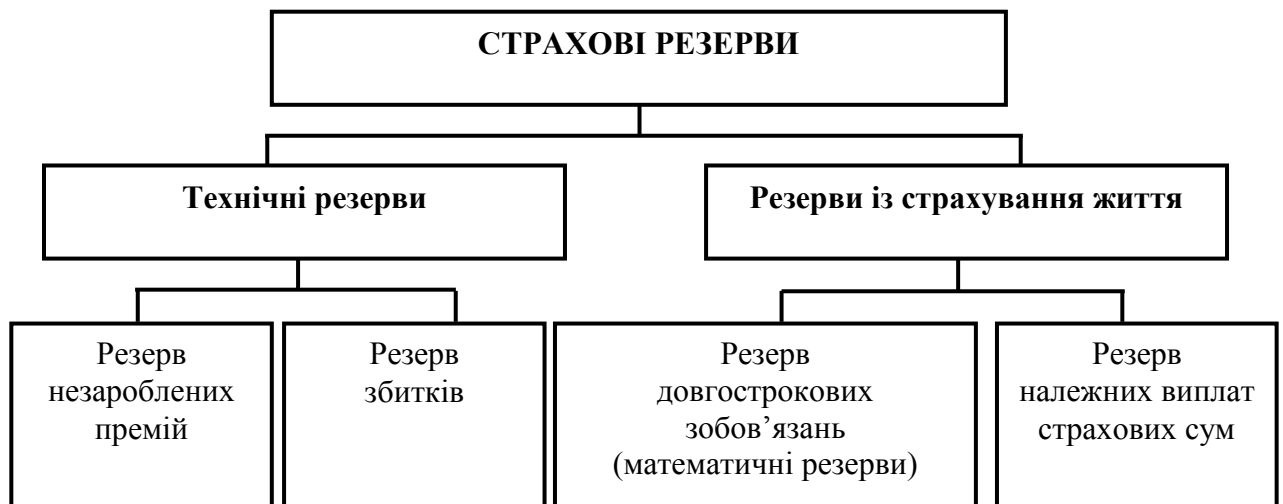 СТРАХОВІ РЕЗЕРВИ
Технічні резерви
Резерви із страхування життя
Резерв
незароблених
премій
Резерв
збитків
Резерв
довгострокових
зобов’язань
(математичні резерви)
Резерв
належних виплат
страхових сум